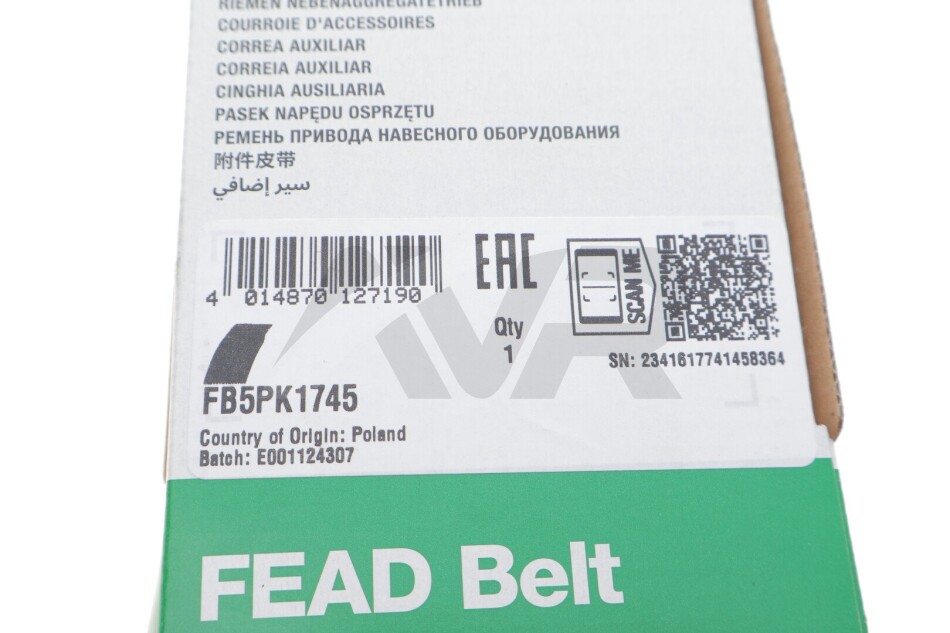 RIEMEN NEBENAGGREGATETRIEB
COURROIE D'ACCESSOIRES
CORREA AUXILIAR
CORREIA AUXILIAR
CINGHIA AUSILIARIA
PASEK NAPĘDU OSPRZĘTU
РЕМЕНЬ ПРИВОДА НАВЕСНОГО ОБОРУДОВАНИЯ
附件皮带
سير إضافي
4 014870 127190
EAC
SCAN ME
Qty
1
SN: 2341617741458364
FB5PK1745
Country of Origin: Poland
Batch: E001124307
FEAD Belt